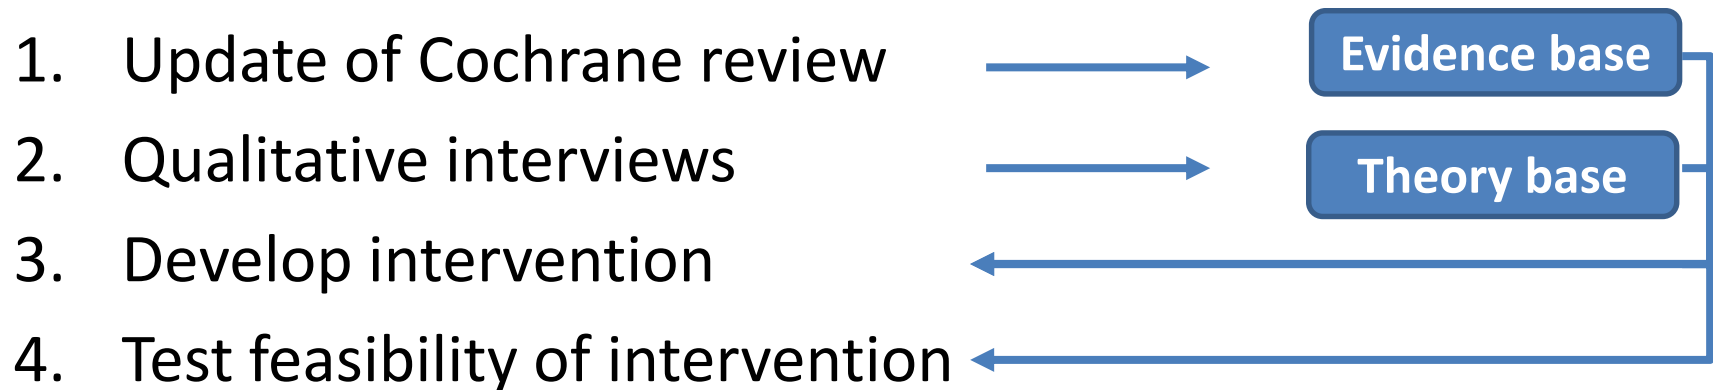 1. Update of Cochrane review
Evidence base
2. Qualitative interviews
Theory base
3. Develop intervention
4. Test feasibility of intervention